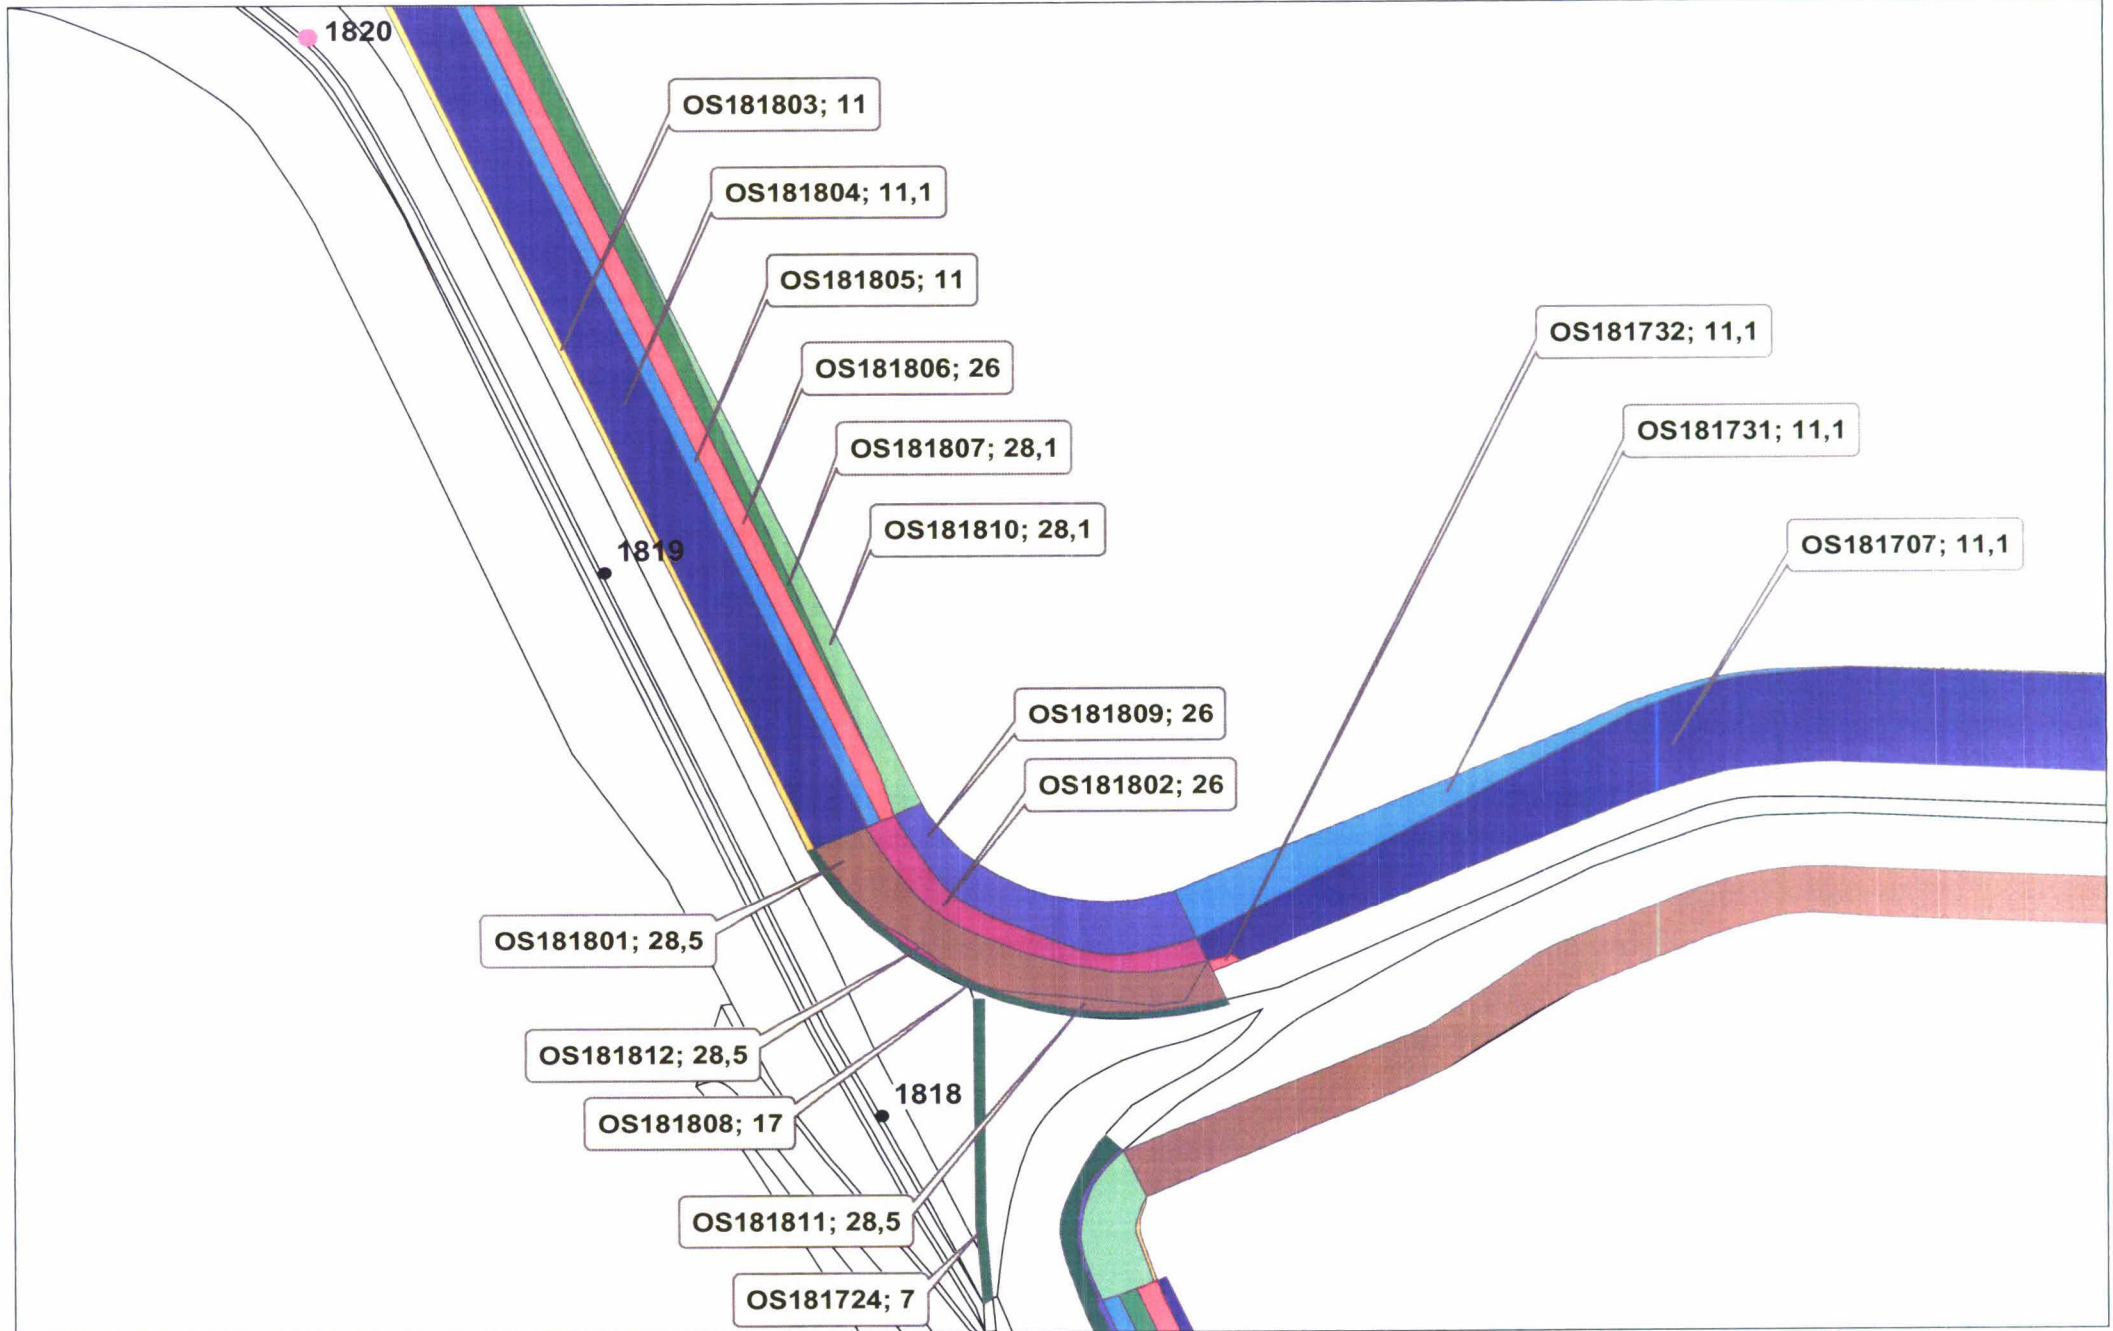 1820
OS181803; 11
OS181804; 11,1
OS181805; 11
OS181732; 11,1
OS181806; 26
OS181731; 11,1
OS181807; 28,1
OS181810; 28,1
OS181707; 11,1
1819
OS181809; 26
OS181802; 26
OS181801; 28,5
OS181812; 28,5
1818
OS181808; 17
OS181811; 28,5
OS181724; 7